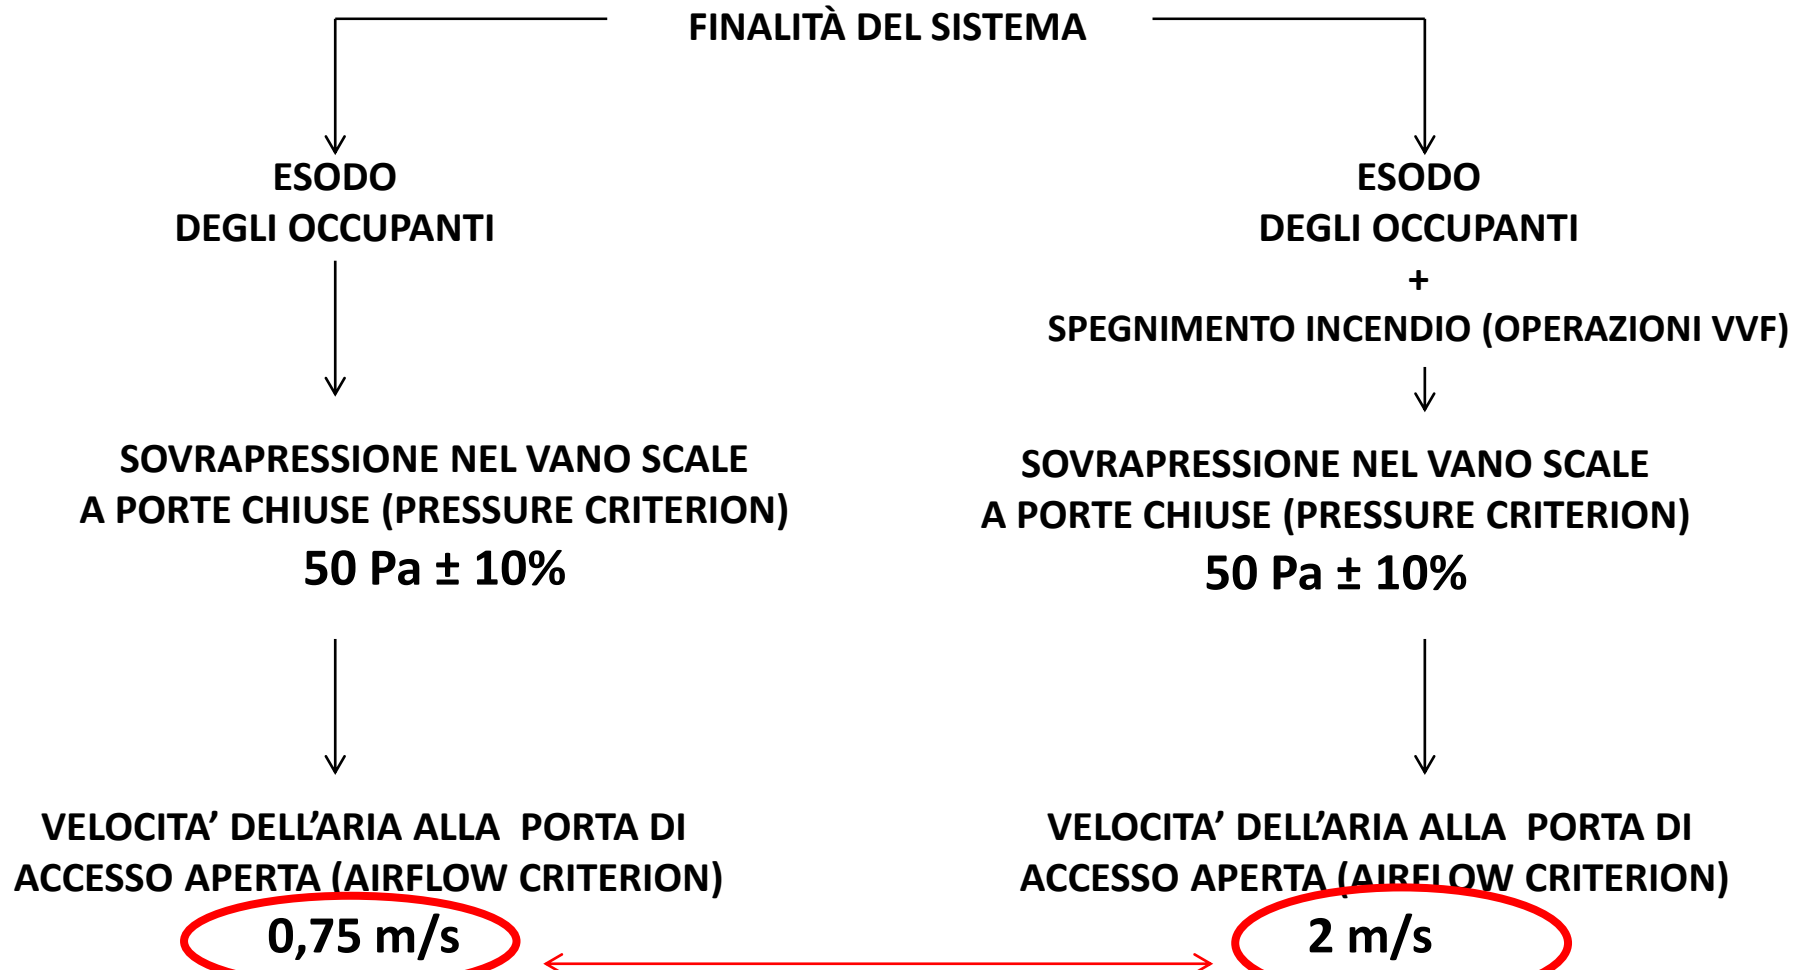 FINALITÀ DEL SISTEMA
ESODO
DEGLI OCCUPANTI
SOVRAPRESSIONE NEL VANO SCALE
A PORTE CHIUSE (PRESSURE CRITERION)
50 Pa ± 10%
VELOCITA’ DELL’ARIA ALLA  PORTA DI
ACCESSO APERTA (AIRFLOW CRITERION)
0,75 m/s
ESODO
DEGLI OCCUPANTI
+
SPEGNIMENTO INCENDIO (OPERAZIONI VVF)
SOVRAPRESSIONE NEL VANO SCALE
A PORTE CHIUSE (PRESSURE CRITERION)
50 Pa ± 10%
VELOCITA’ DELL’ARIA ALLA  PORTA DI
ACCESSO APERTA (AIRFLOW CRITERION)
2 m/s